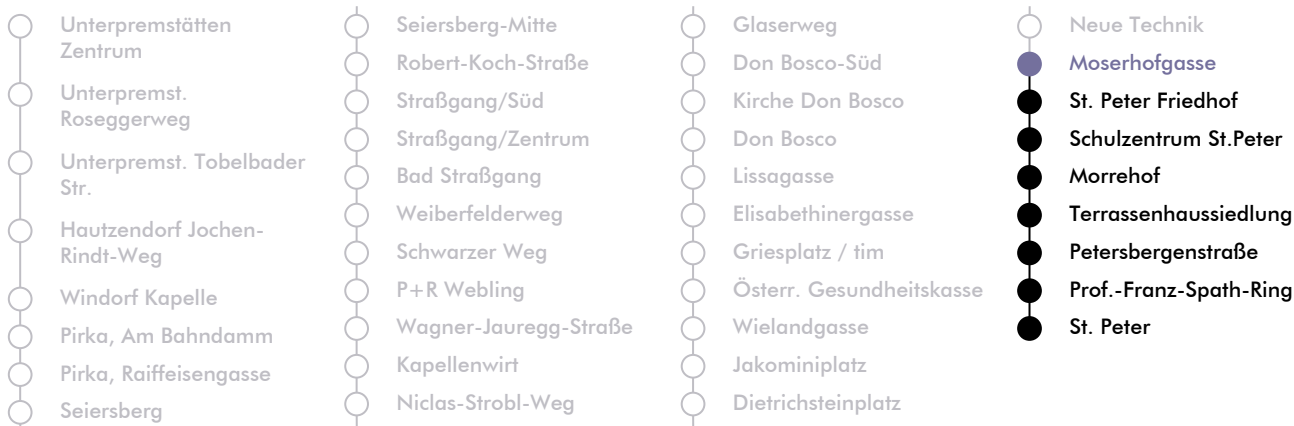 Unterpremstätten
Zentrum
Unterpremst.
Roseggerweg
Unterpremst. Tobelbader
Str.
Hautzendorf Jochen-
Rindt-Weg
Windorf Kapelle
Pirka, Am Bahndamm
Pirka, Raiffeisengasse
Seiersberg
Seiersberg-Mitte
Robert-Koch-Straße
Straßgang/Süd
Straßgang/Zentrum
Bad Straßgang
Weiberfelderweg
Schwarzer Weg
P+R Webling
Wagner-Jauregg-Straße
Kapellenwirt
Niclas-Strobl-Weg
Glaserweg
Don Bosco-Süd
Kirche Don Bosco
Don Bosco
Lissagasse
Elisabethinergasse
Griesplatz / tim
Österr. Gesundheitskasse
Wielandgasse
Jakominiplatz
Dietrichsteinplatz
Neue Technik
Moserhofgasse
St. Peter Friedhof
Schulzentrum St.Peter
Morrehof
Terrassenhaussiedlung
Petersbergenstraße
Prof.-Franz-Spath-Ring
St. Peter